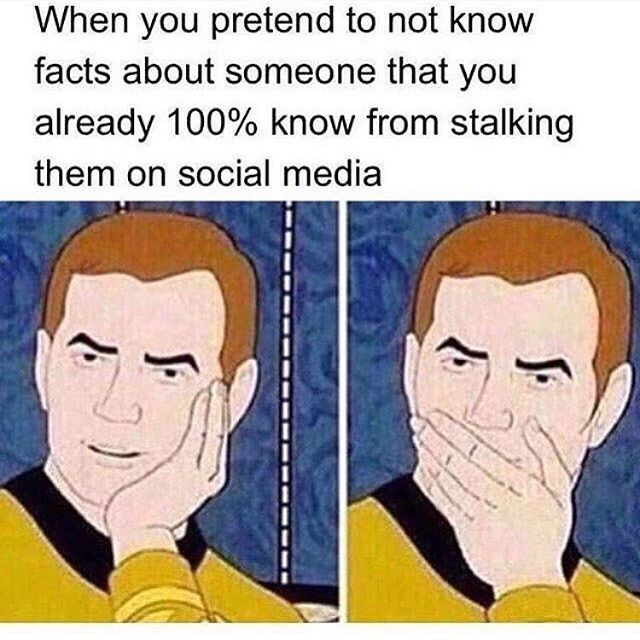 When you pretend to not know
facts about someone that you
already 100% know from stalking
them on social media